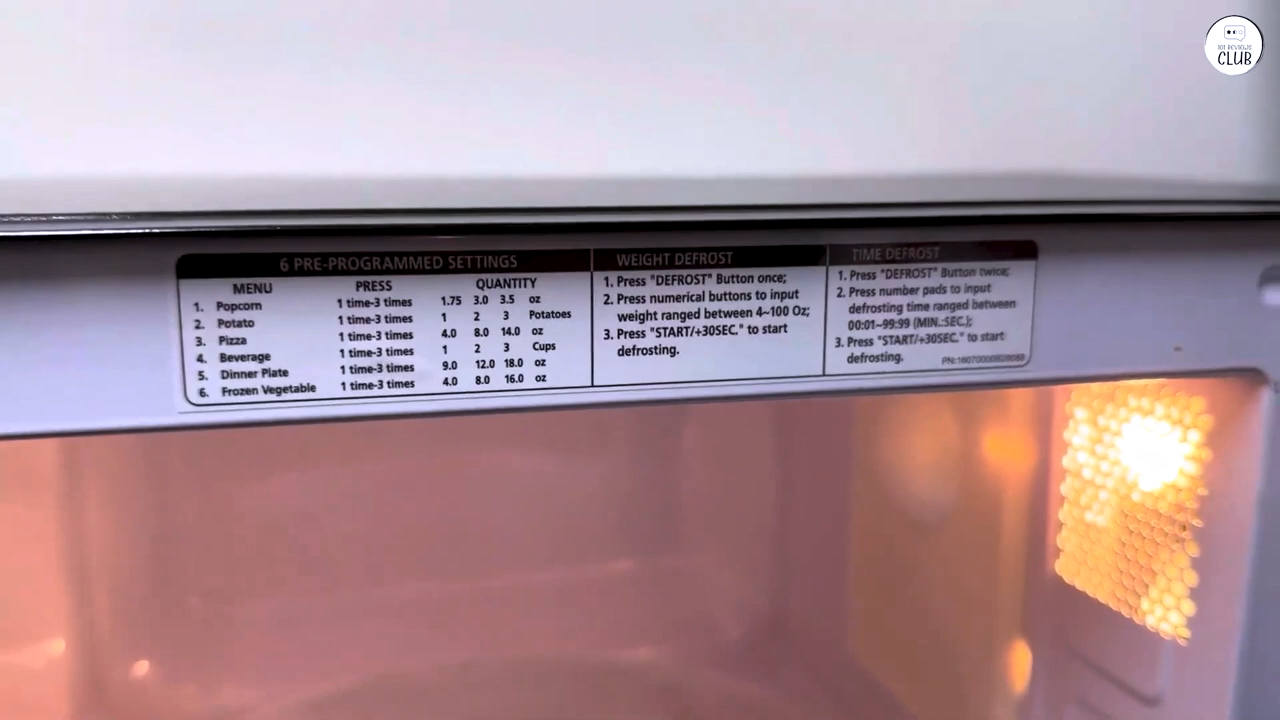 101 REVIEWS
CLUB
6 PRE-PROGRAMMED SETTINGS
MENU PRESS QUANTITY
1. Popcorn 1 time-3 times 1.75 3.0 3.5 oz
2. Potato 1 time-3 times 1 2 3 Potatoes
3. Pizza 1 time-3 times 4.0 8.0 14.0 oz
4. Beverage 1 time-3 times 1 2 3 Cups
5. Dinner Plate 1 time-3 times 9.0 12.0 18.0 oz
6. Frozen Vegetable 1 time-3 times 4.0 8.0 16.0 oz
WEIGHT DEFROST
1. Press "DEFROST" Button once;
2. Press numerical buttons to input
weight ranged between 4~100 Oz;
3. Press "START/+30SEC." to start
defrosting.
TIME DEFROST
1. Press "DEFROST" Button twice;
2. Press number pads to input
defrosting time ranged between
00:01~99:99 (MIN.:SEC.);
3. Press "START/+30SEC." to start
defrosting.